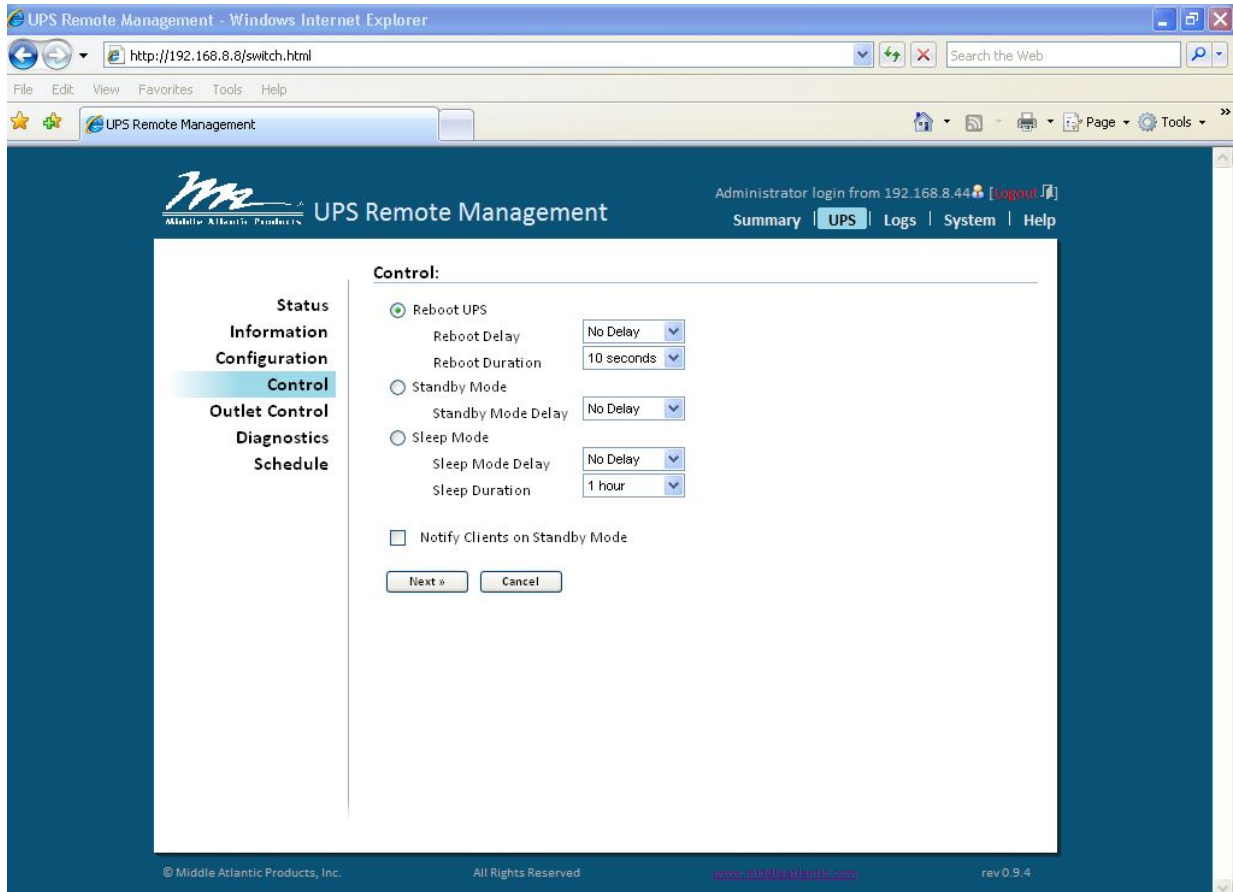 UPS Remote Management - Windows Internet Explorer
http://192.168.8.8/switch.html
Search the Web
File Edit View Favorites Tools Help
UPS Remote Management
Page Tools »
Middle Atlantic Products
UPS Remote Management
Administrator login from 192.168.8.44 [Logout]
Summary | UPS | Logs | System | Help
Status
Information
Configuration
Control
Outlet Control
Diagnostics
Schedule
Control:
Reboot UPS
Reboot Delay No Delay
Reboot Duration 10 seconds
Standby Mode
Standby Mode Delay No Delay
Sleep Mode
Sleep Mode Delay No Delay
Sleep Duration 1 hour
Notify Clients on Standby Mode
Next » Cancel
© Middle Atlantic Products, Inc. All Rights Reserved www.middleatlantic.com rev 0.9.4